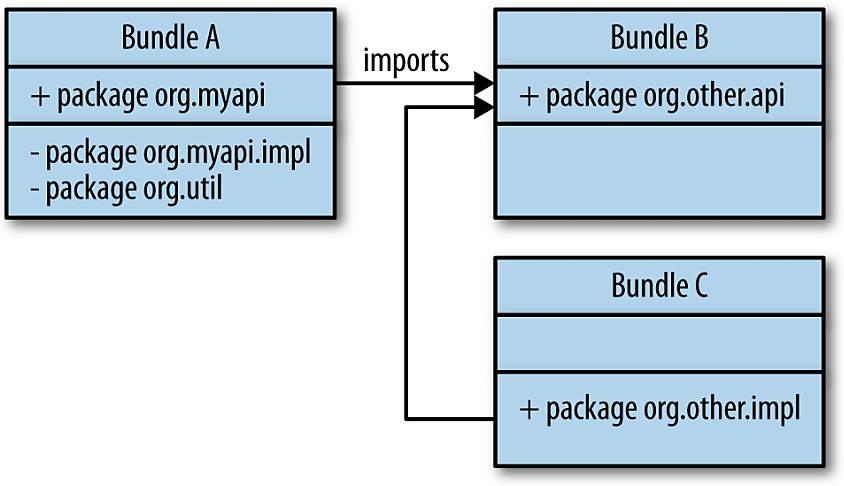 Bundle A
+ package org.myapi
- package org.myapi.impl
- package org.util
imports
Bundle B
+ package org.other.api
Bundle C
+ package org.other.impl